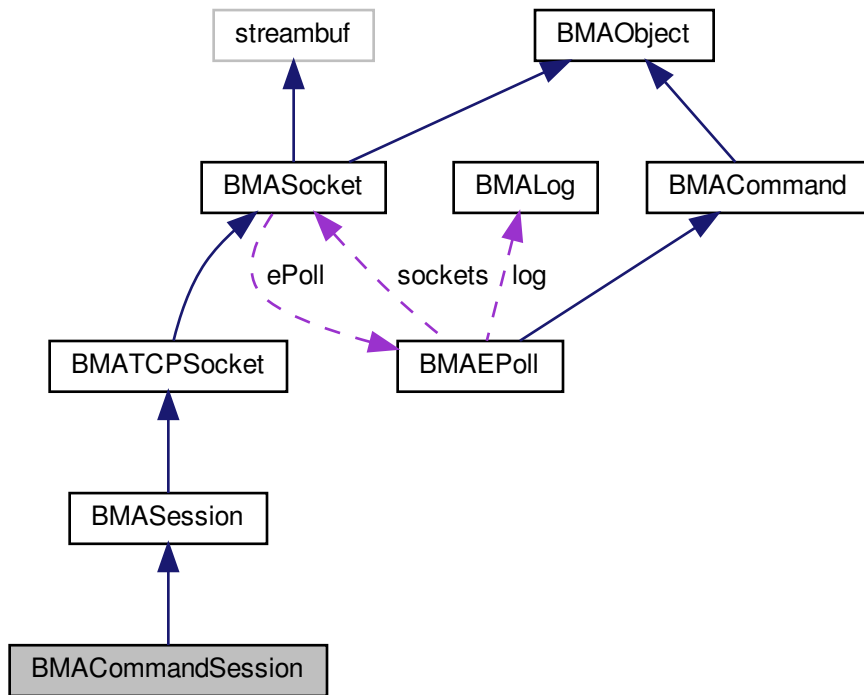 streambuf
BMAObject
BMASocket
BMALog
BMACommand
ePoll
sockets
log
BMATCPSocket
BMAEPoll
BMASession
BMACommandSession